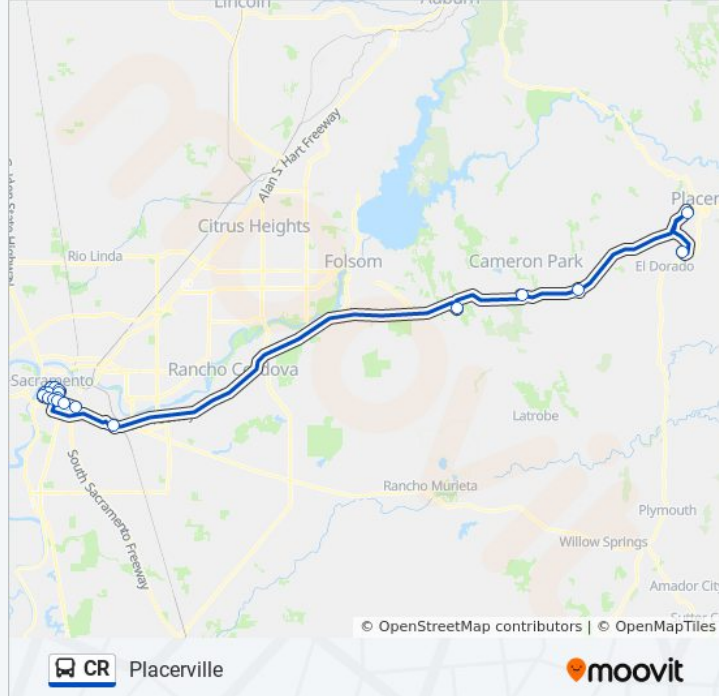 Lincoln
Auburn
Alan S Hart Freeway
Placer
Citrus Heights
Rio Linda
Folsom
Cameron Park
El Dorado
Rancho Cordova
Sacramento
Latrobe
South Sacramento Freeway
Rancho Murieta
Plymouth
Willow Springs
Amador City
© OpenStreetMap contributors | © OpenMapTiles
CR Placerville
moovit